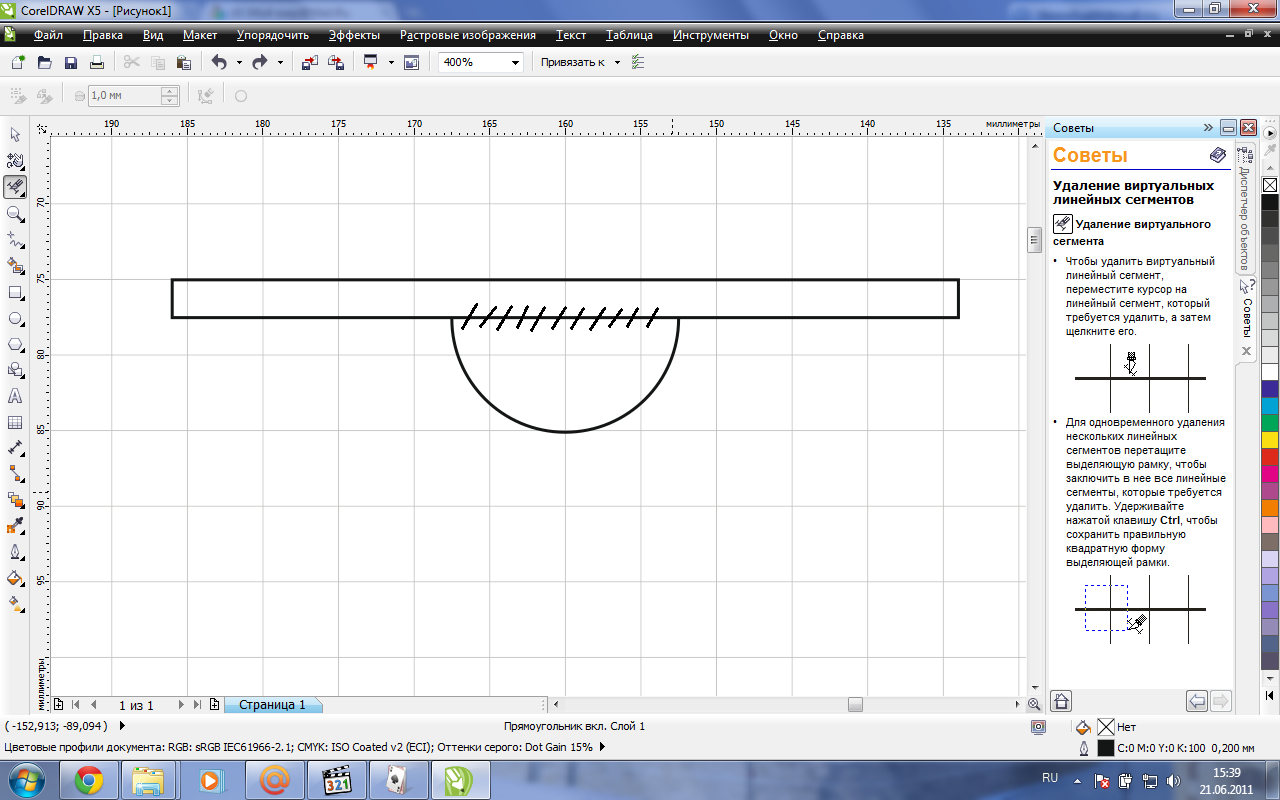 CorelDRAW X5 - [Рисунок1]
Файл Правка Вид Макет Упорядочить Эффекты Растровые изображения Текст Таблица Инструменты Окно Справка
400% Привязать к
1,0 мм
190 185 180 175 170 165 160 155 150 145 140 135 миллиметры
70
75
80
85
90
95
миллиметры
Советы
Советы
Удаление виртуальных
линейных сегментов
Удаление виртуального
сегмента
• Чтобы удалить виртуальный
линейный сегмент,
переместите курсор на
линейный сегмент, который
требуется удалить, а затем
щелкните его.
• Для одновременного удаления
нескольких линейных
сегментов перетащите
выделяющую рамку, чтобы
заключить в нее все линейные
сегменты, которые требуется
удалить. Удерживайте
нажатой клавишу Ctrl, чтобы
сохранить правильную
квадратную форму
выделяющей рамки.
Диспетчер объектов
Советы
1 из 1 Страница 1
( -152,913; -89,094 ) Прямоугольник вкл. Слой 1 Нет
Цветовые профили документа: RGB: sRGB IEC61966-2.1; CMYK: ISO Coated v2 (ECI); Оттенки серого: Dot Gain 15% C:0 M:0 Y:0 K:100 0,200 мм
321
RU 15:39
21.06.2011